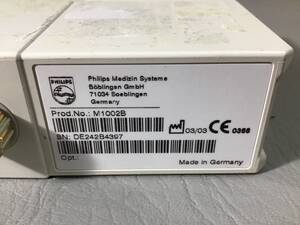 PHILIPS
Philips Medizin Systeme
Böblingen GmbH
71034 Boeblingen
Germany
Prod.No.: M1002B
03/03 CE 0366
SN: DE242B4397
Opt.:
Made in Germany